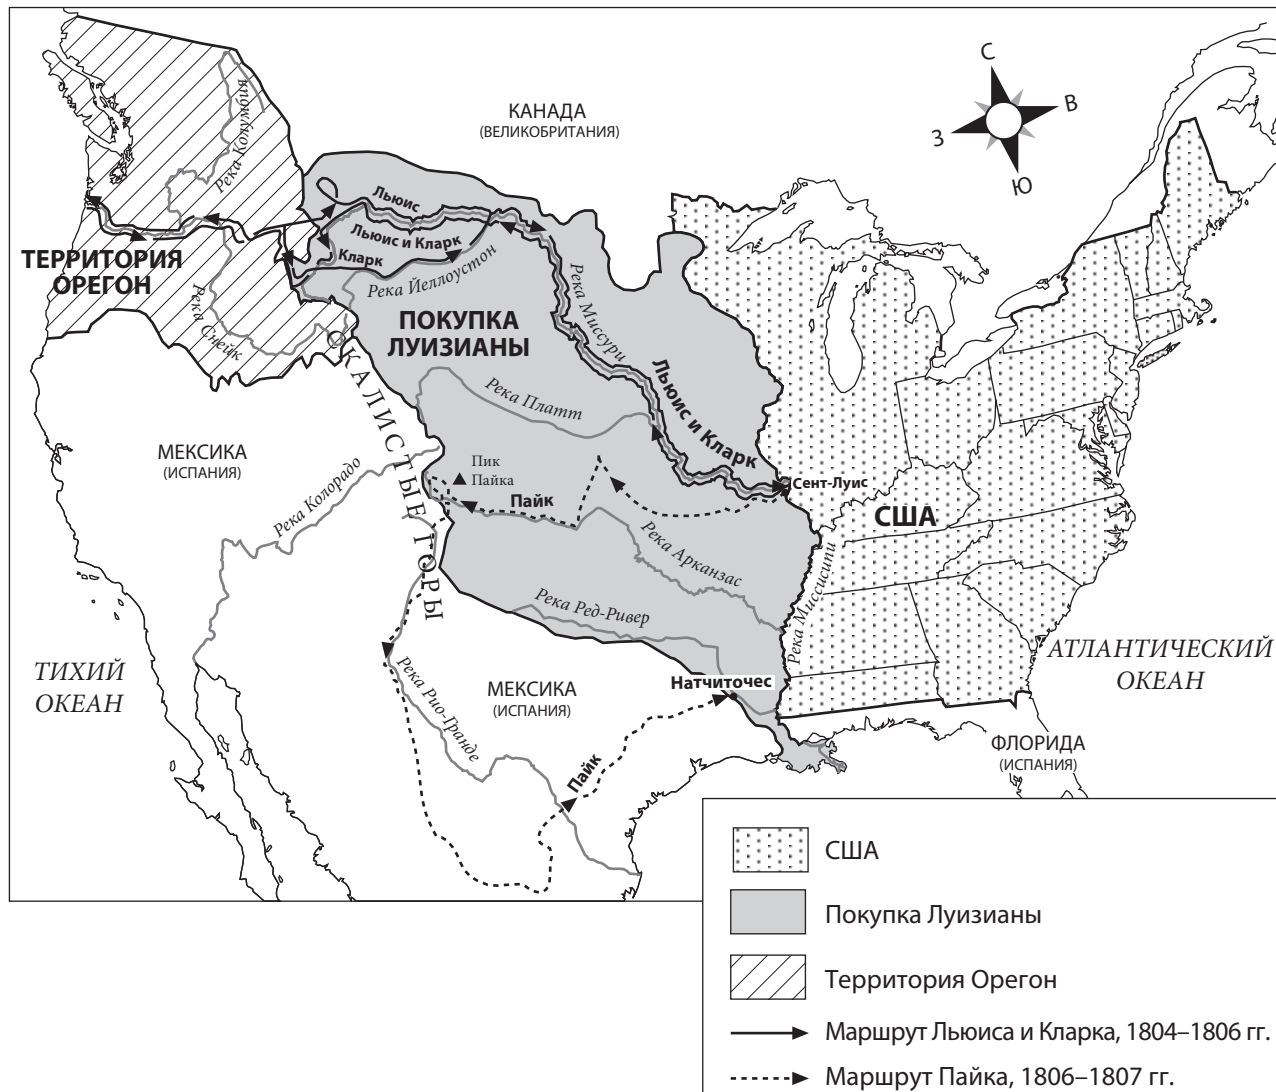 С
В
З
Ю
КАНАДА
(ВЕЛИКОБРИТАНИЯ)
Река Колумбия
Льюис
Льюис и Кларк
Кларк
Река Йеллоустон
ТЕРРИТОРИЯ
ОРЕГОН
Река Снейк
ПОКУПКА
ЛУИЗИАНЫ
Река Миссури
Льюис и Кларк
СКАЛИСТЫЕ ГОРЫ
Река Платт
МЕКСИКА
(ИСПАНИЯ)
Река Колорадо
Пик
Пайка
Пайк
Сент-Луис
США
Река Арканзас
Река Миссисипи
Река Ред-Ривер
ТИХИЙ
ОКЕАН
Река Рио-Гранде
МЕКСИКА
(ИСПАНИЯ)
Натчиточес
Пайк
АТЛАНТИЧЕСКИЙ
ОКЕАН
ФЛОРИДА
(ИСПАНИЯ)
США
Покупка Луизианы
Территория Орегон
Маршрут Льюиса и Кларка, 1804–1806 гг.
Маршрут Пайка, 1806–1807 гг.